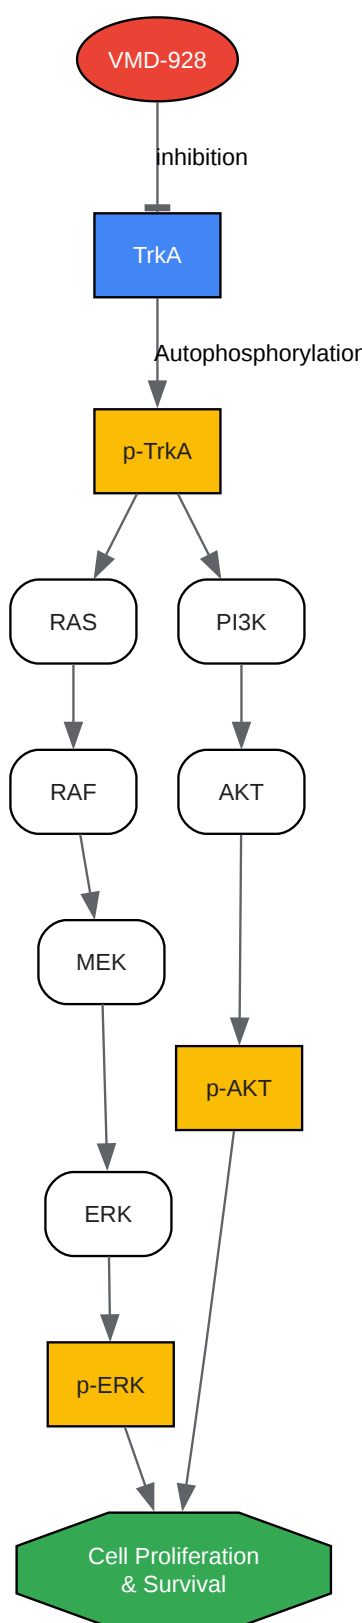 VMD-928
inhibition
TrkA
Autophosphorylation
p-TrkA
RAS
PI3K
RAF
AKT
MEK
p-AKT
ERK
p-ERK
Cell Proliferation
& Survival